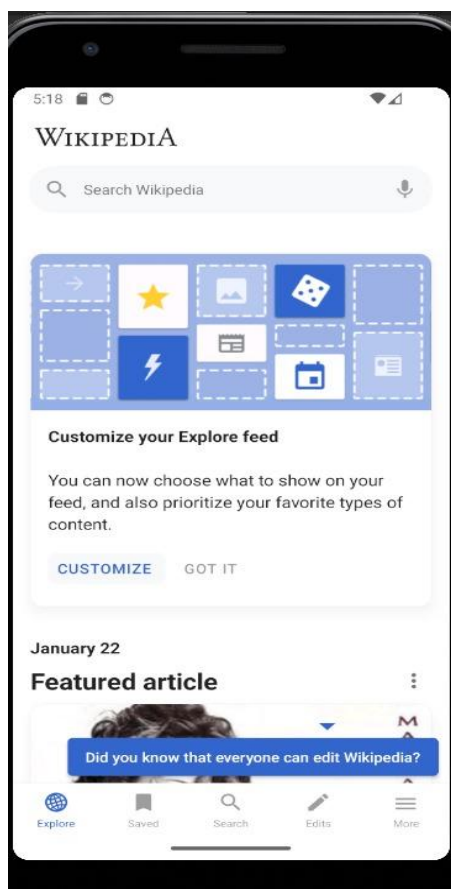 5:18
WIKIPEDIA
Search Wikipedia
Customize your Explore feed
You can now choose what to show on your
feed, and also prioritize your favorite types of
content.
CUSTOMIZE GOT IT
January 22
Featured article
M
Did you know that everyone can edit Wikipedia?
Explore Saved Search Edits More